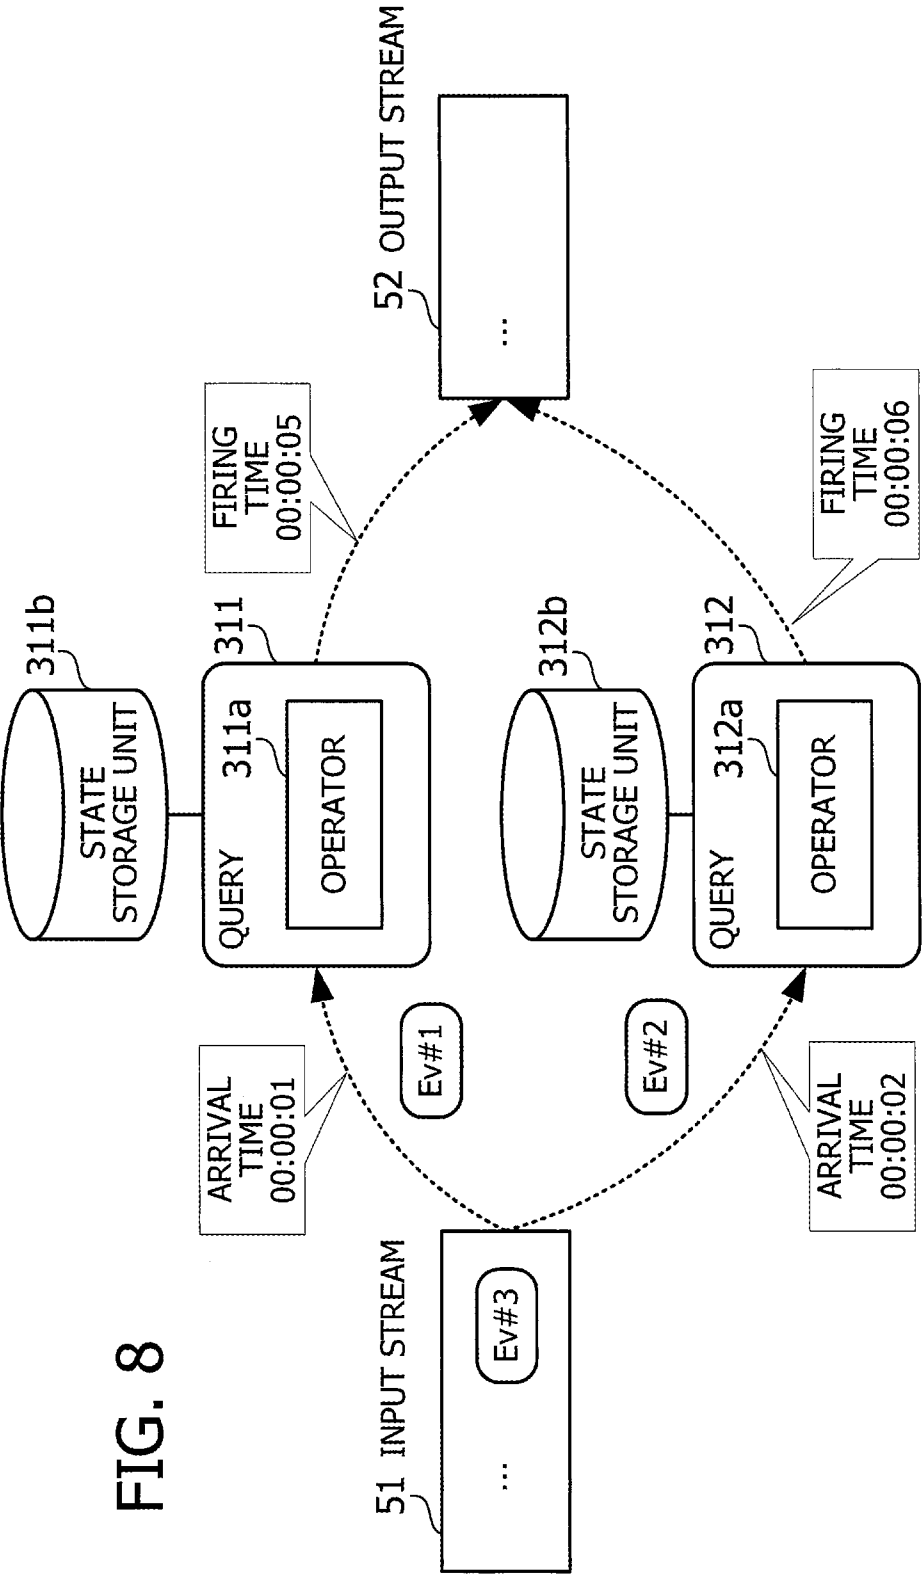 FIG. 8
311b
STATE
STORAGE UNIT
ARRIVAL
TIME
00:00:01
QUERY
311
311a
OPERATOR
FIRING
TIME
00:00:05
Ev#1
51 INPUT STREAM
...
Ev#3
52 OUTPUT STREAM
...
312b
STATE
STORAGE UNIT
Ev#2
ARRIVAL
TIME
00:00:02
QUERY
312
312a
OPERATOR
FIRING
TIME
00:00:06